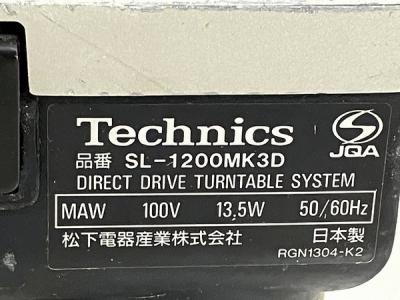 Technics
JQA
品番 SL-1200MK3D
DIRECT DRIVE TURNTABLE SYSTEM
MAW 100V 13.5W 50/60Hz
松下電器産業株式会社 日本製
RGN1304-K2